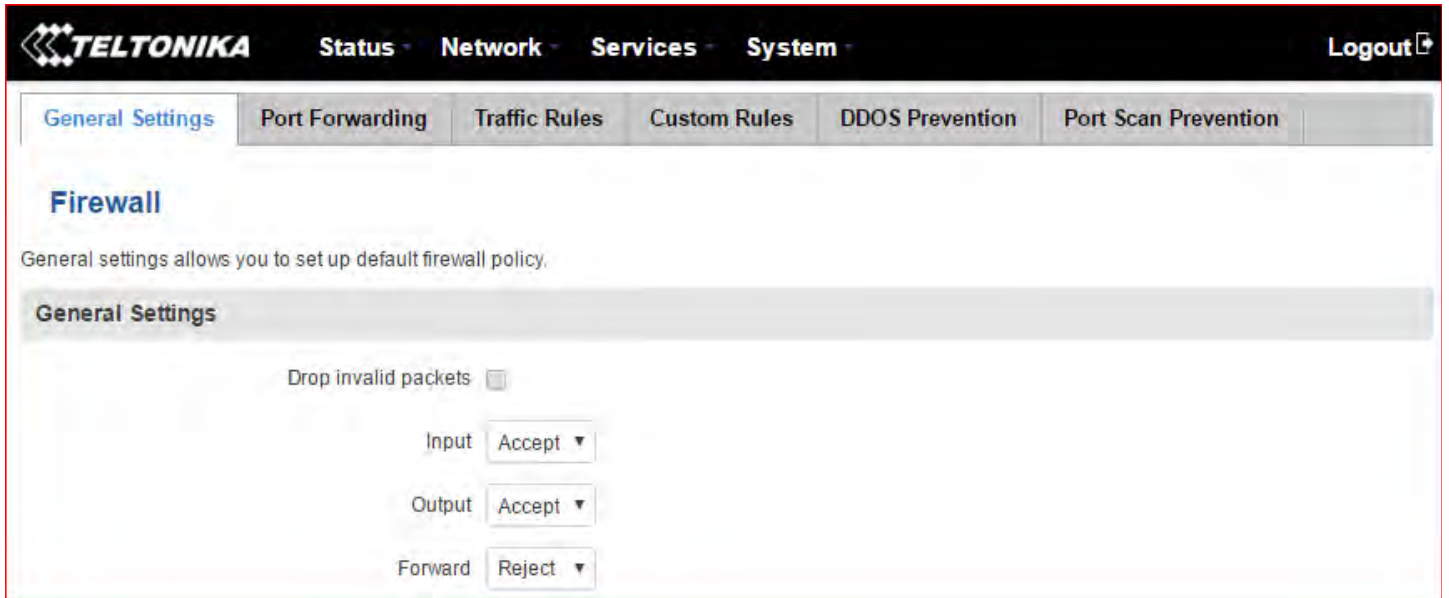 TELTONIKA Status Network Services System Logout
General Settings Port Forwarding Traffic Rules Custom Rules DDOS Prevention Port Scan Prevention
Firewall
General settings allows you to set up default firewall policy.
General Settings
Drop invalid packets
Input Accept
Output Accept
Forward Reject